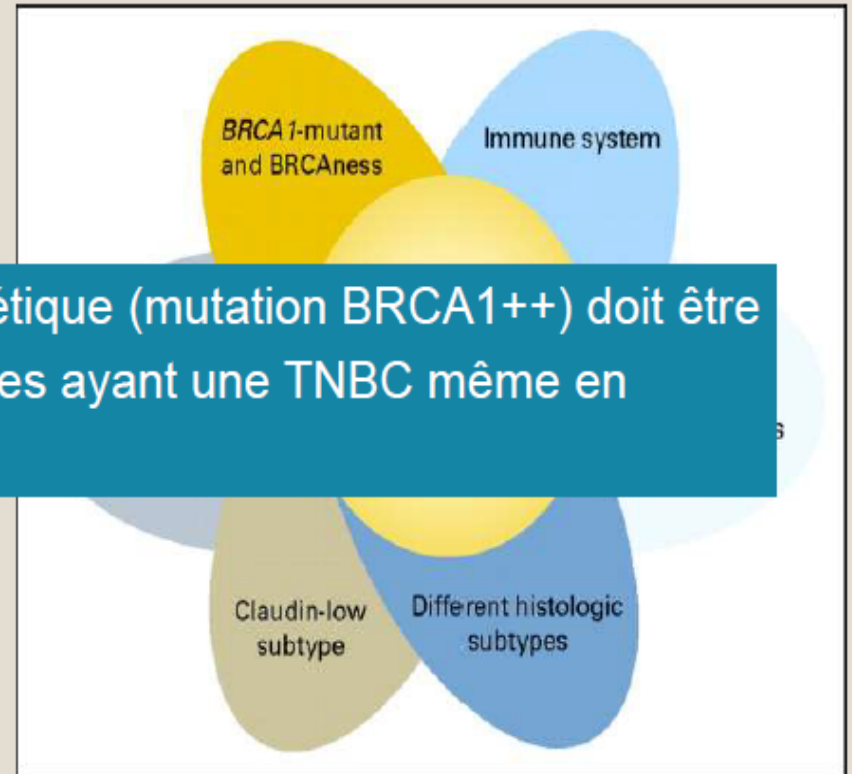 BRCA1-mutant
and BRCAness
Immune system
étique (mutation BRCA1++) doit être
es ayant une TNBC même en
s
Claudin-low
subtype
Different histologic
subtypes